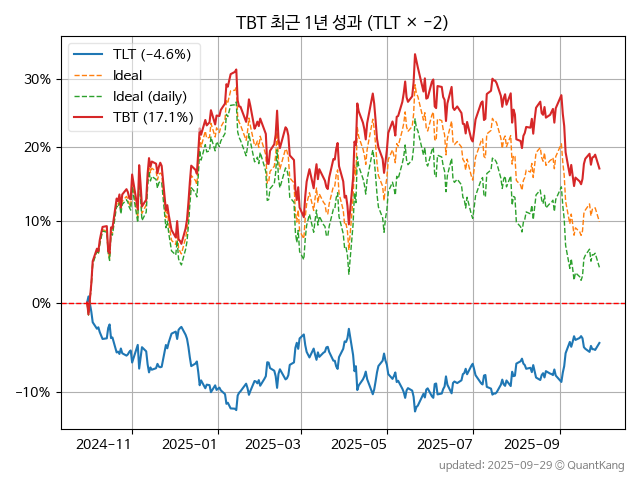 TBT 최근 1년 성과 (TLT × −2)
TLT (−4.6%)
Ideal
Ideal (daily)
TBT (17.1%)
30%
20%
10%
0%
−10%
2024-11
2025-01
2025-03
2025-05
2025-07
2025-09
updated: 2025-09-29 © QuantKang